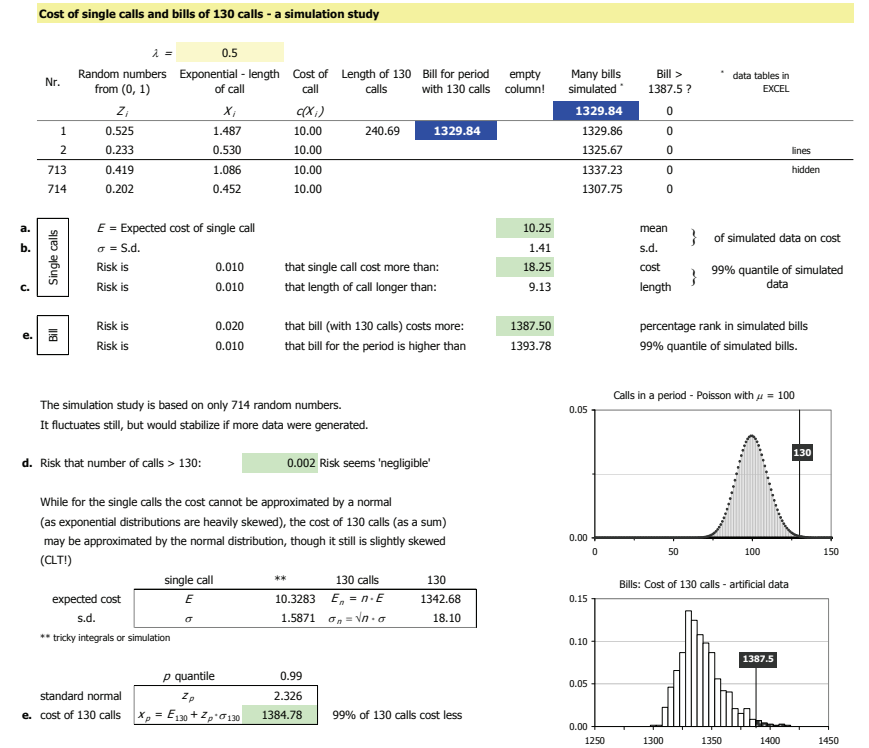 Cost of single calls and bills of 130 calls - a simulation study
λ = 0.5
Nr. Random numbers from (0, 1) Exponential - length of call Cost of call Length of 130 calls Bill for period with 130 calls empty column! Many bills simulated * Bill > 1387.5 ? * data tables in EXCEL
Z i X i c(X i ) 1329.84 0
1 0.525 1.487 10.00 240.69 1329.84 1329.86 0
2 0.233 0.530 10.00 1325.67 0 lines
713 0.419 1.086 10.00 1337.23 0 hidden
714 0.202 0.452 10.00 1307.75 0
Single calls
a. E = Expected cost of single call 10.25 mean } of simulated data on cost
b. σ = S.d. 1.41 s.d.
Risk is 0.010 that single call cost more than: 18.25 cost } 99% quantile of simulated data
c. Risk is 0.010 that length of call longer than: 9.13 length
e. Bill
Risk is 0.020 that bill (with 130 calls) costs more: 1387.50 percentage rank in simulated bills
Risk is 0.010 that bill for the period is higher than 1393.78 99% quantile of simulated bills.
The simulation study is based on only 714 random numbers.
It fluctuates still, but would stabilize if more data were generated.
d. Risk that number of calls > 130: 0.002 Risk seems 'negligible'
While for the single calls the cost cannot be approximated by a normal
(as exponential distributions are heavily skewed), the cost of 130 calls (as a sum)
may be approximated by the normal distribution, though it still is slightly skewed
(CLT!)
single call ** 130 calls 130
expected cost E 10.3283 E n = n · E 1342.68
s.d. σ 1.5871 σ n = √n · σ 18.10
** tricky integrals or simulation
p quantile 0.99
standard normal z p 2.326
e. cost of 130 calls x p = E 130 + z p · σ 130 1384.78 99% of 130 calls cost less
Calls in a period - Poisson with μ = 100
0.05
130
0.00
0 50 100 150
Bills: Cost of 130 calls - artificial data
0.15
0.10
1387.5
0.05
0.00
1250 1300 1350 1400 1450